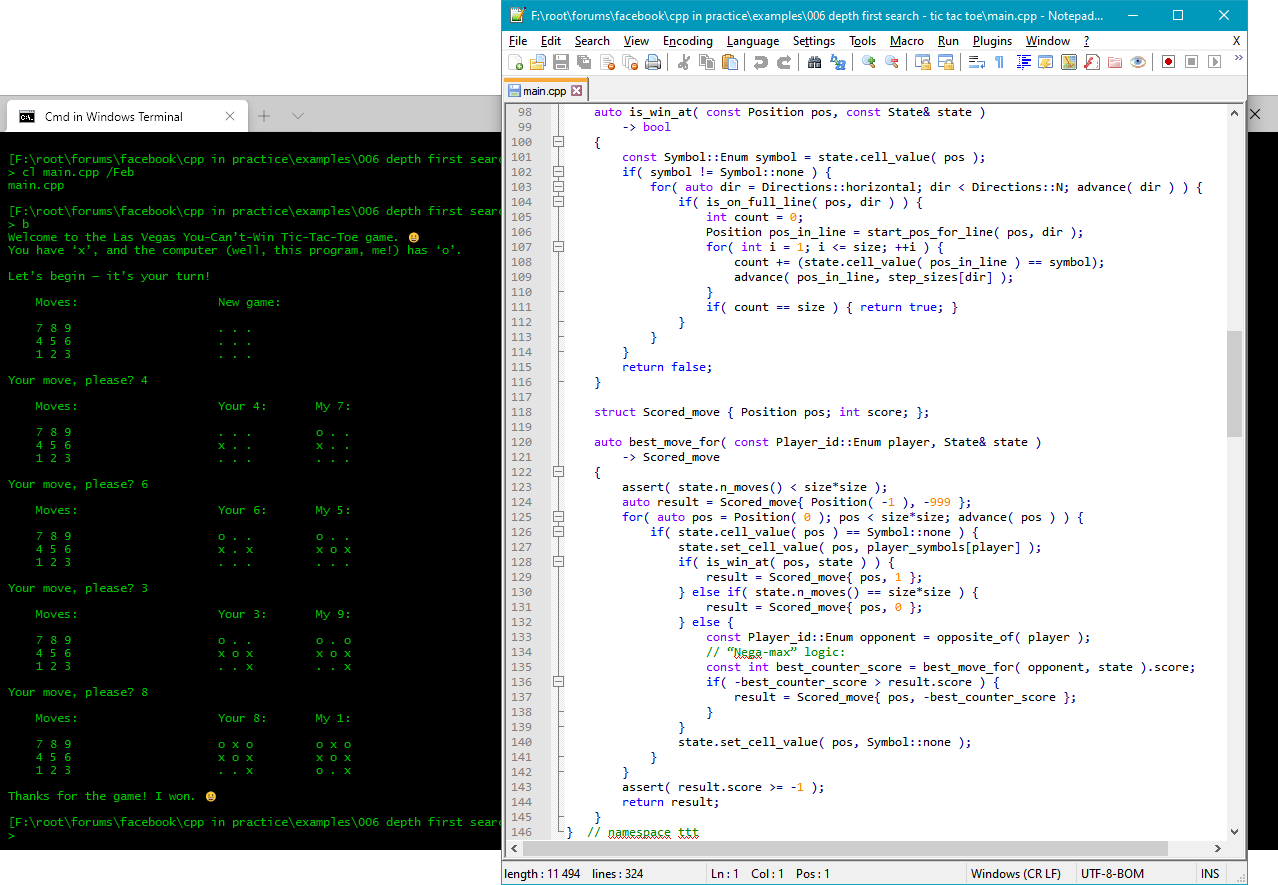 F:\root\forums\facebook\cpp in practice\examples\006 depth first search - tic tac toe\main.cpp - Notepad...
File Edit Search View Encoding Language Settings Tools Macro Run Plugins Window ? X
main.cpp
Cmd in Windows Terminal
[F:\root\forums\facebook\cpp in practice\examples\006 depth first searc
> cl main.cpp /Feb
main.cpp
[F:\root\forums\facebook\cpp in practice\examples\006 depth first searc
> b
Welcome to the Las Vegas You-Can’t-Win Tic-Tac-Toe game. 😐
You have ‘x’, and the computer (well, this program, me!) has ‘o’.
Let’s begin – it’s your turn!
Moves: New game:
7 8 9 . . .
4 5 6 . . .
1 2 3 . . .
Your move, please? 4
Moves: Your 4: My 7:
7 8 9 . . . o . .
4 5 6 x . . x . .
1 2 3 . . . . . .
Your move, please? 6
Moves: Your 6: My 5:
7 8 9 o . . o . .
4 5 6 x . x x o x
1 2 3 . . . . . .
Your move, please? 3
Moves: Your 3: My 9:
7 8 9 o . . o . o
4 5 6 x o x x o x
1 2 3 . . x . . x
Your move, please? 8
Moves: Your 8: My 1:
7 8 9 o x o o x o
4 5 6 x o x x o x
1 2 3 . . x o . x
Thanks for the game! I won. 😐
[F:\root\forums\facebook\cpp in practice\examples\006 depth first searc
>
98 auto is_win_at( const Position pos, const State& state )
99 -> bool
100 {
101 const Symbol::Enum symbol = state.cell_value( pos );
102 if( symbol != Symbol::none ) {
103 for( auto dir = Directions::horizontal; dir < Directions::N; advance( dir ) ) {
104 if( is_on_full_line( pos, dir ) ) {
105 int count = 0;
106 Position pos_in_line = start_pos_for_line( pos, dir );
107 for( int i = 1; i <= size; ++i ) {
108 count += (state.cell_value( pos_in_line ) == symbol);
109 advance( pos_in_line, step_sizes[dir] );
110 }
111 if( count == size ) { return true; }
112 }
113 }
114 }
115 return false;
116 }
117
118 struct Scored_move { Position pos; int score; };
119
120 auto best_move_for( const Player_id::Enum player, State& state )
121 -> Scored_move
122 {
123 assert( state.n_moves() < size*size );
124 auto result = Scored_move{ Position( -1 ), -999 };
125 for( auto pos = Position( 0 ); pos < size*size; advance( pos ) ) {
126 if( state.cell_value( pos ) == Symbol::none ) {
127 state.set_cell_value( pos, player_symbols[player] );
128 if( is_win_at( pos, state ) ) {
129 result = Scored_move{ pos, 1 };
130 } else if( state.n_moves() == size*size ) {
131 result = Scored_move{ pos, 0 };
132 } else {
133 const Player_id::Enum opponent = opposite_of( player );
134 // “Nega-max” logic:
135 const int best_counter_score = best_move_for( opponent, state ).score;
136 if( -best_counter_score > result.score ) {
137 result = Scored_move{ pos, -best_counter_score };
138 }
139 }
140 state.set_cell_value( pos, Symbol::none );
141 }
142 }
143 assert( result.score >= -1 );
144 return result;
145 }
146 } // namespace ttt
length : 11 494 lines : 324 Ln : 1 Col : 1 Pos : 1 Windows (CR LF) UTF-8-BOM INS